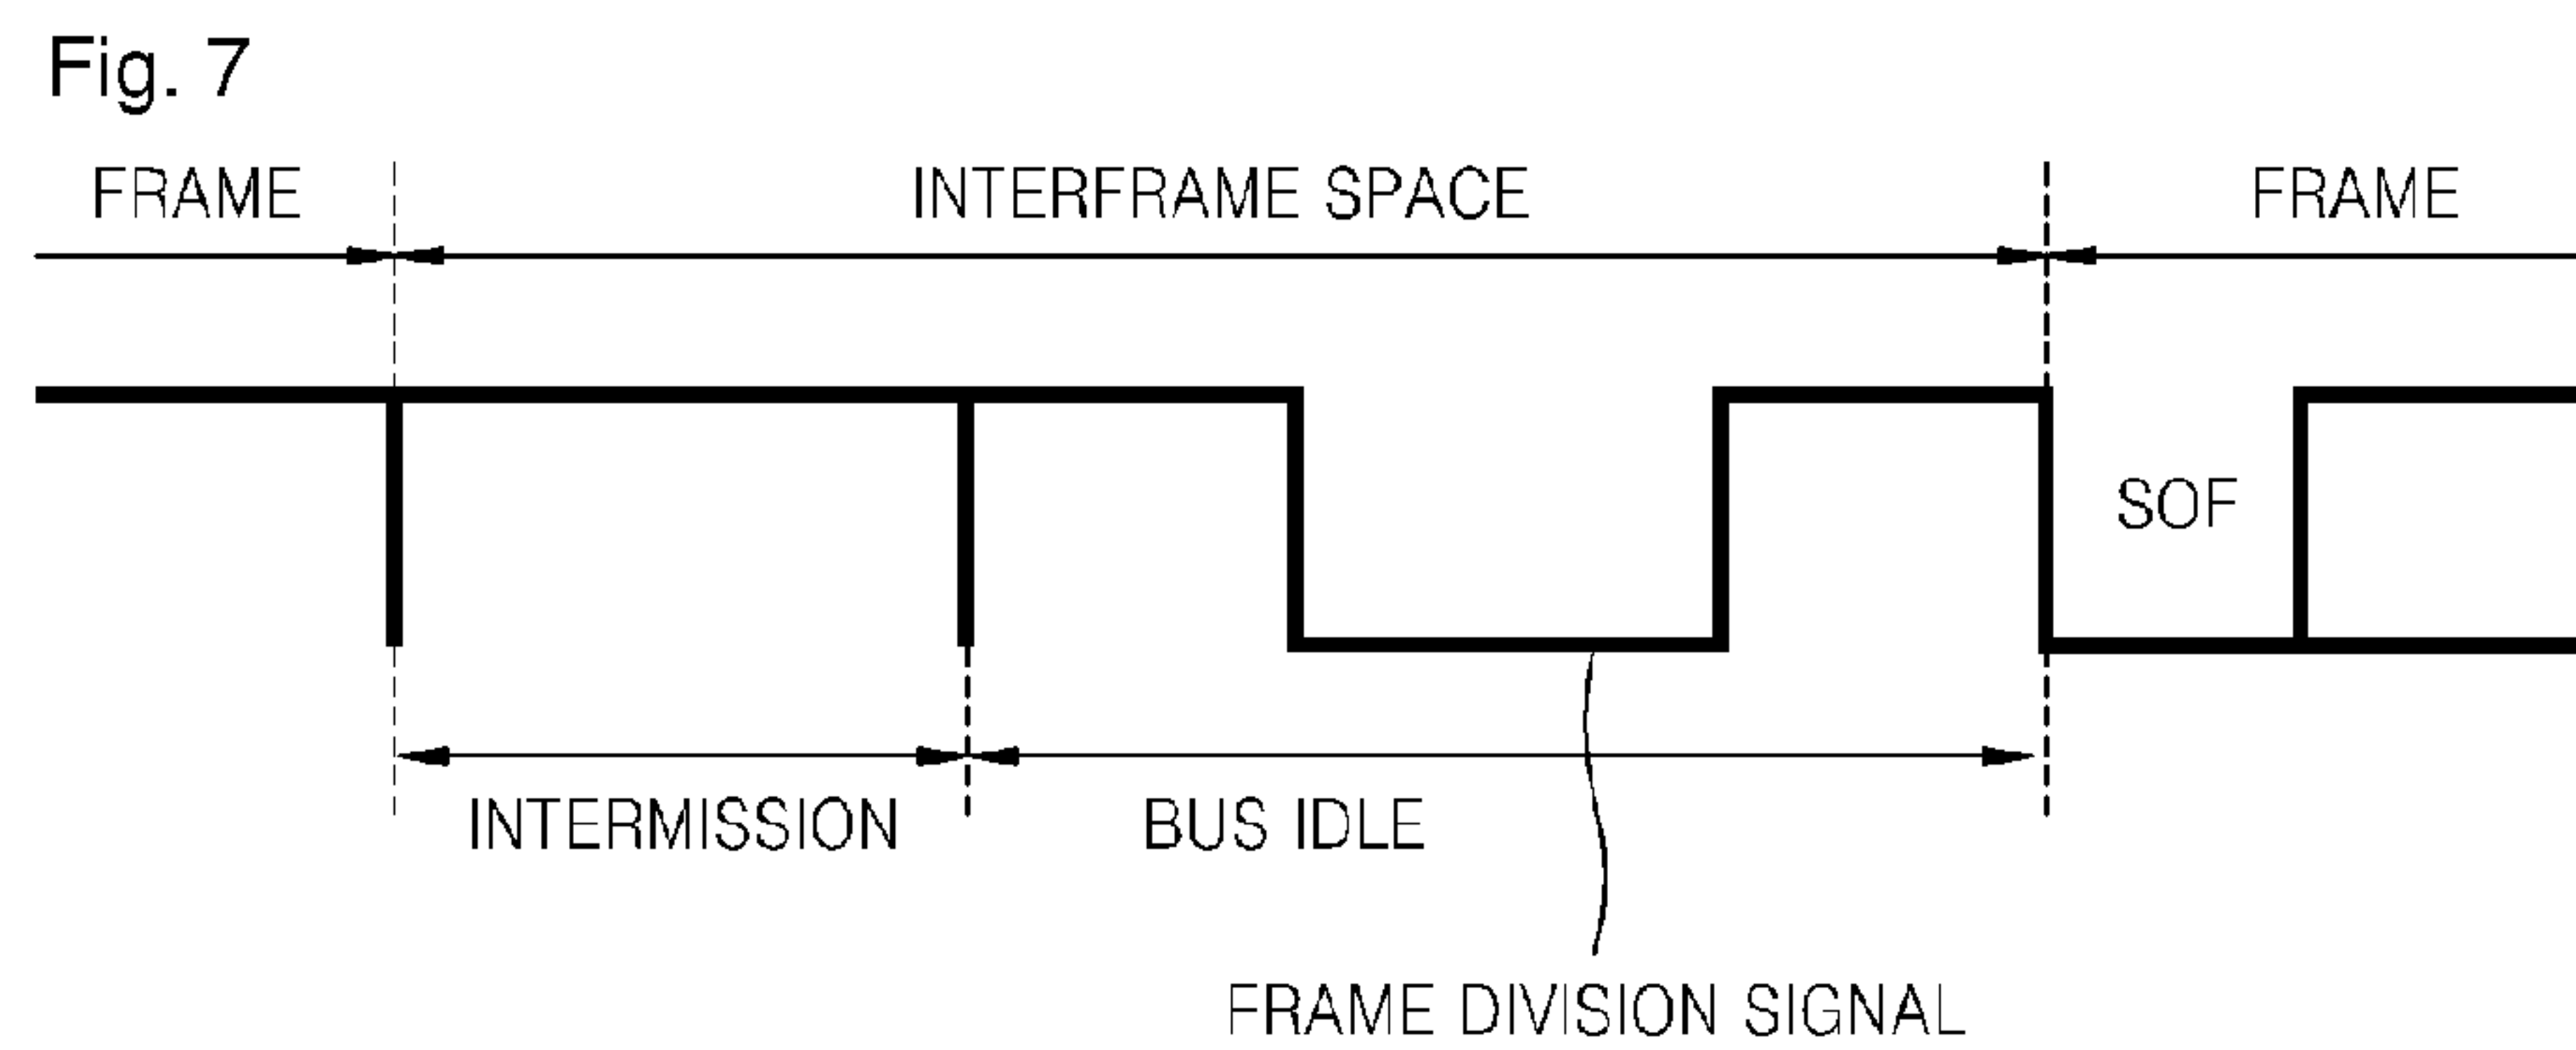 Fig. 7
FRAME INTERFRAME SPACE FRAME
SOF
INTERMISSION BUS IDLE
FRAME DIVISION SIGNAL